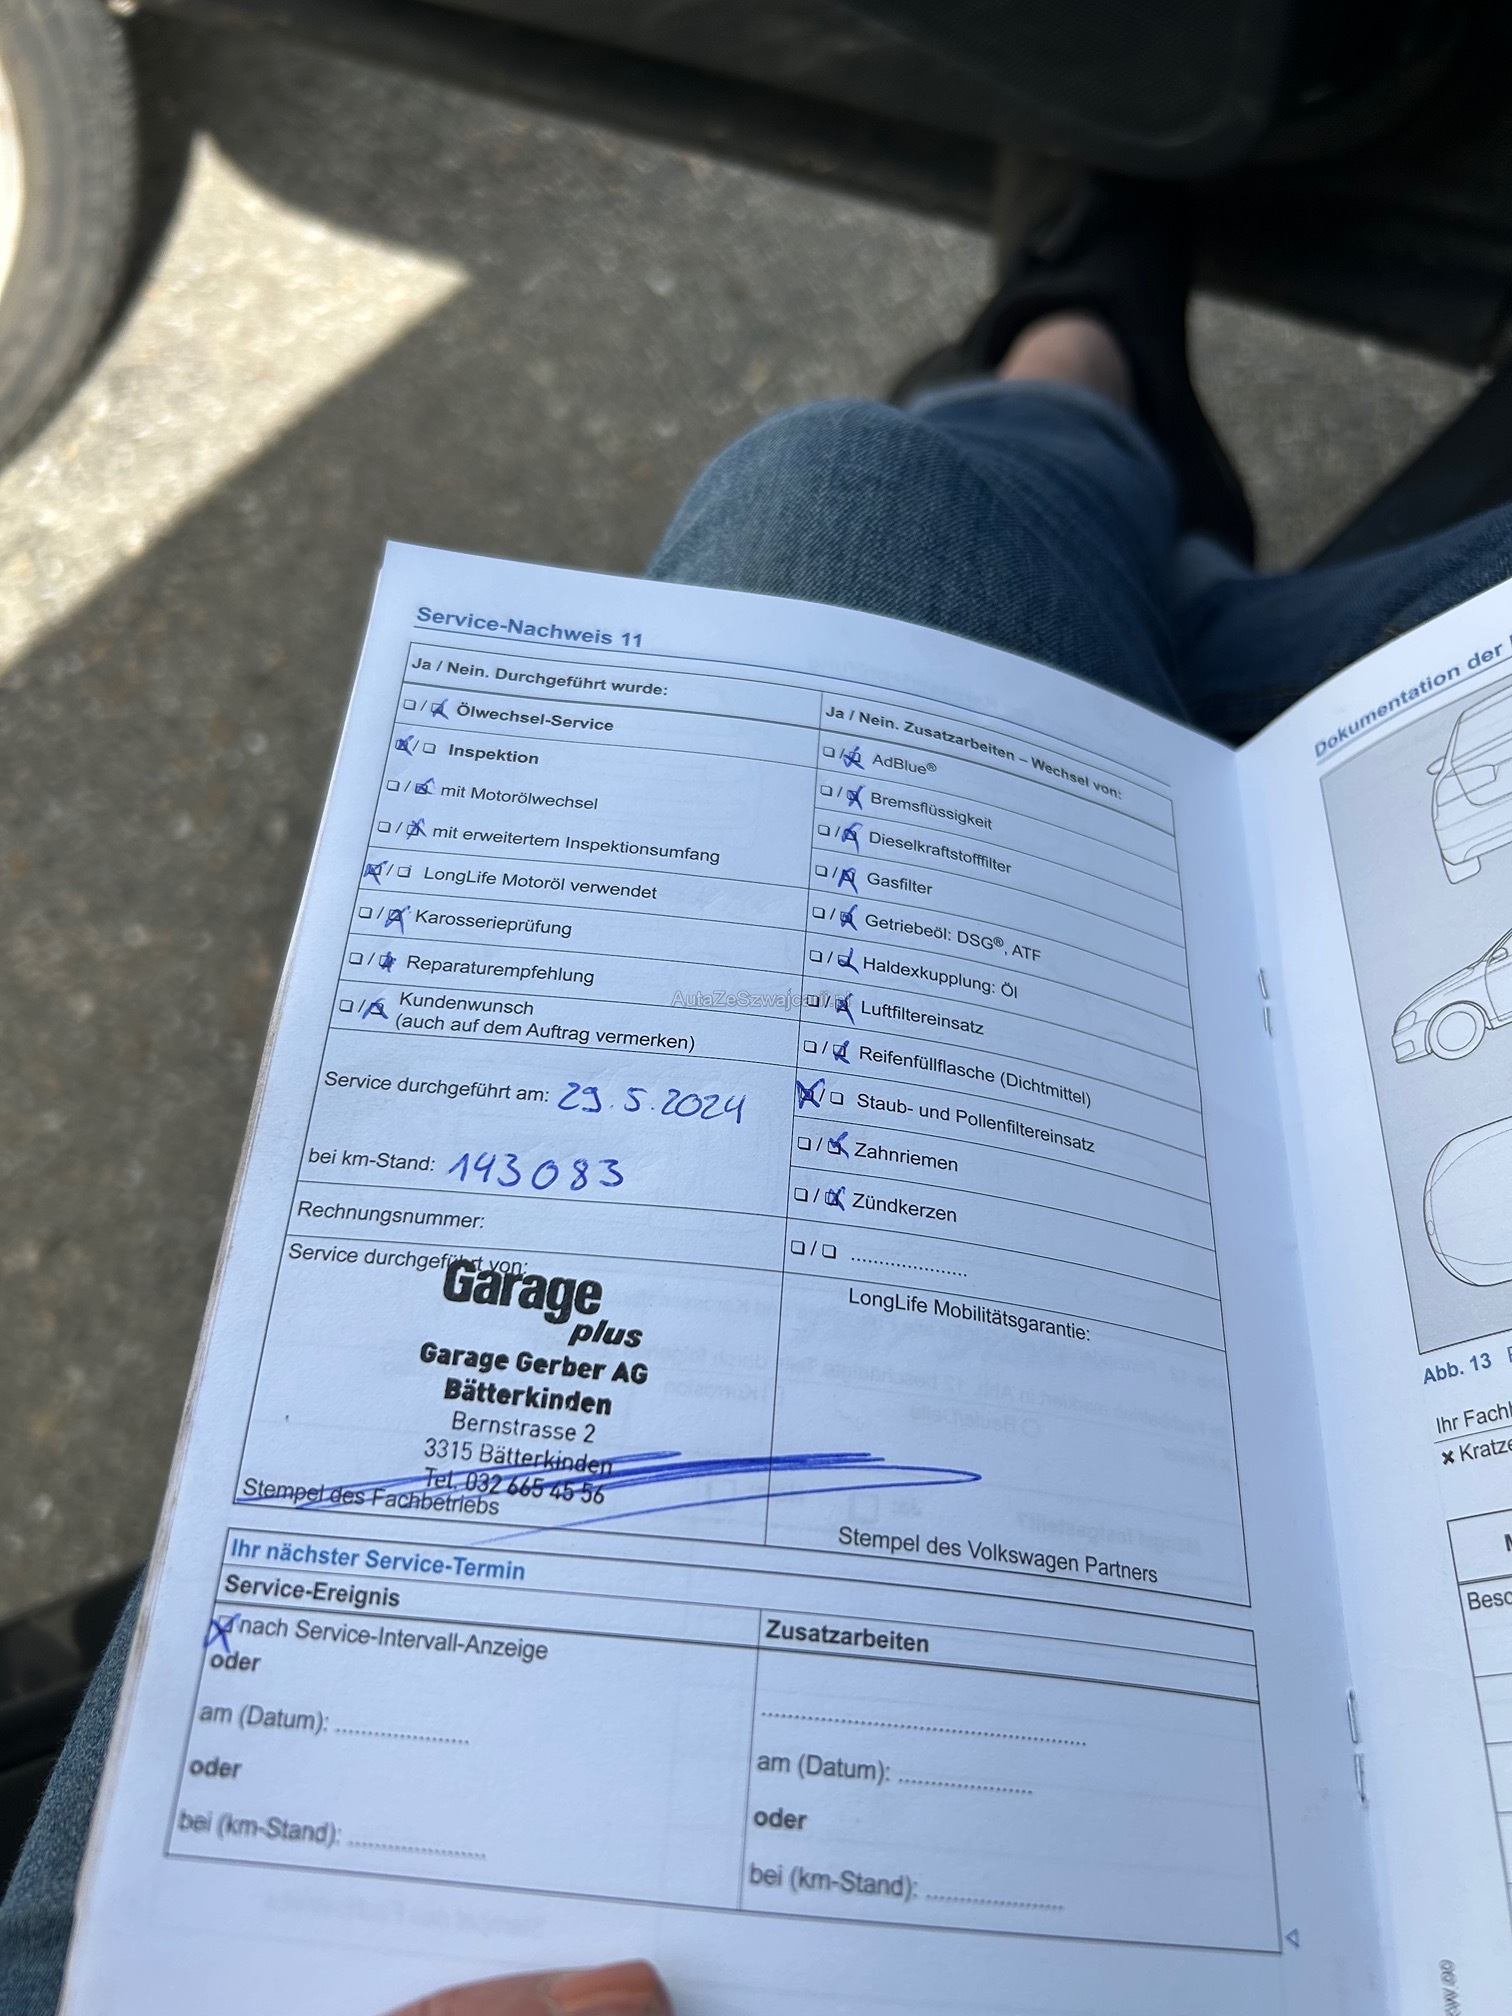 Service-Nachweis 11
Ja / Nein. Durchgeführt wurde:
Ölwechsel-Service
Inspektion
mit Motorölwechsel
mit erweitertem Inspektionsumfang
LongLife Motoröl verwendet
Karosserieprüfung
Reparaturempfehlung
Kundenwunsch
(auch auf dem Auftrag vermerken)
Service durchgeführt am: 29.5.2024
bei km-Stand: 143083
Rechnungsnummer:
Service durchgeführt von:
Garage
plus
Garage Gerber AG
Bätterkinden
Bernstrasse 2
3315 Bätterkinden
Tel. 032 665 45 56
Stempel des Fachbetriebs
Ja / Nein. Zusatzarbeiten – Wechsel von:
AdBlue®
Bremsflüssigkeit
Dieselkraftstofffilter
Gasfilter
Getriebeöl: DSG®, ATF
Haldexkupplung: Öl
Luftfiltereinsatz
Reifenfüllflasche (Dichtmittel)
Staub- und Pollenfiltereinsatz
Zahnriemen
Zündkerzen
....................
LongLife Mobilitätsgarantie:
Stempel des Volkswagen Partners
Ihr nächster Service-Termin
Service-Ereignis
nach Service-Intervall-Anzeige
oder
am (Datum): ....................
oder
bei (km-Stand): ....................
Zusatzarbeiten
..................................................
am (Datum): ....................
oder
bei (km-Stand): ....................
Dokumentation der
Abb. 13
Ihr Fach
✖ Kratze